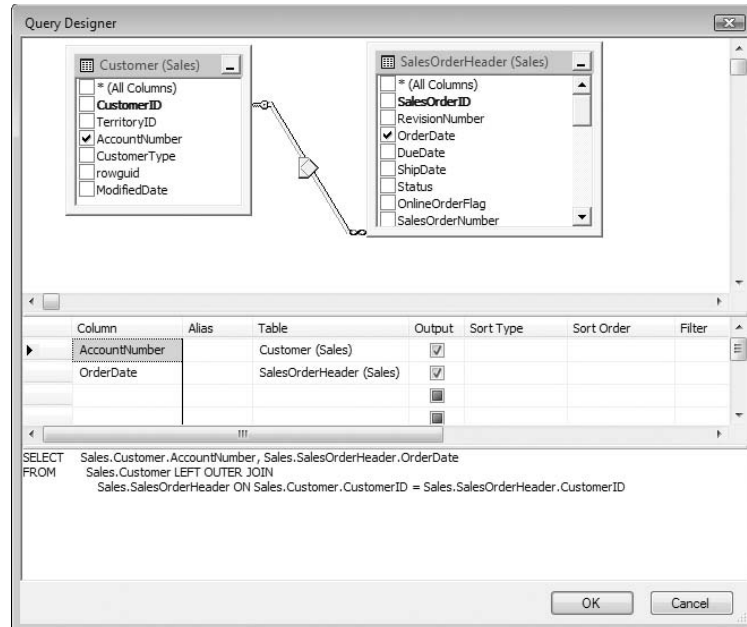 Query Designer
Customer (Sales)
* (All Columns)
CustomerID
TerritoryID
AccountNumber
CustomerType
rowguid
ModifiedDate
SalesOrderHeader (Sales)
* (All Columns)
SalesOrderID
RevisionNumber
OrderDate
DueDate
ShipDate
Status
OnlineOrderFlag
SalesOrderNumber
Column Alias Table Output Sort Type Sort Order Filter
AccountNumber Customer (Sales)
OrderDate SalesOrderHeader (Sales)
SELECT Sales.Customer.AccountNumber, Sales.SalesOrderHeader.OrderDate
FROM Sales.Customer LEFT OUTER JOIN
Sales.SalesOrderHeader ON Sales.Customer.CustomerID = Sales.SalesOrderHeader.CustomerID
OK Cancel